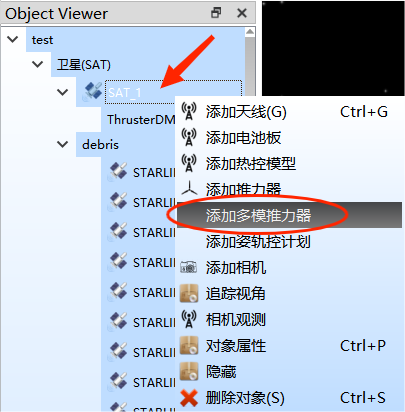 Object Viewer
test
卫星(SAT)
SAT_1
ThrusterDM
debris
STARLI
STARLI
STARLI
STARLI
STARLI
STARLI
STARLI
STARLI
STARLI
STARLI
添加天线(G) Ctrl+G
添加电池板
添加热控模型
添加推力器
添加多模推力器
添加姿轨控计划
添加相机
追踪视角
相机观测
对象属性 Ctrl+P
隐藏
删除对象(S) Ctrl+S